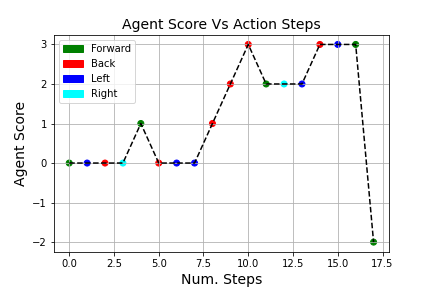 Agent Score Vs Action Steps
Forward
Back
Left
Right
3
2
1
0
−1
−2
Agent Score
0.0 2.5 5.0 7.5 10.0 12.5 15.0 17.5
Num. Steps